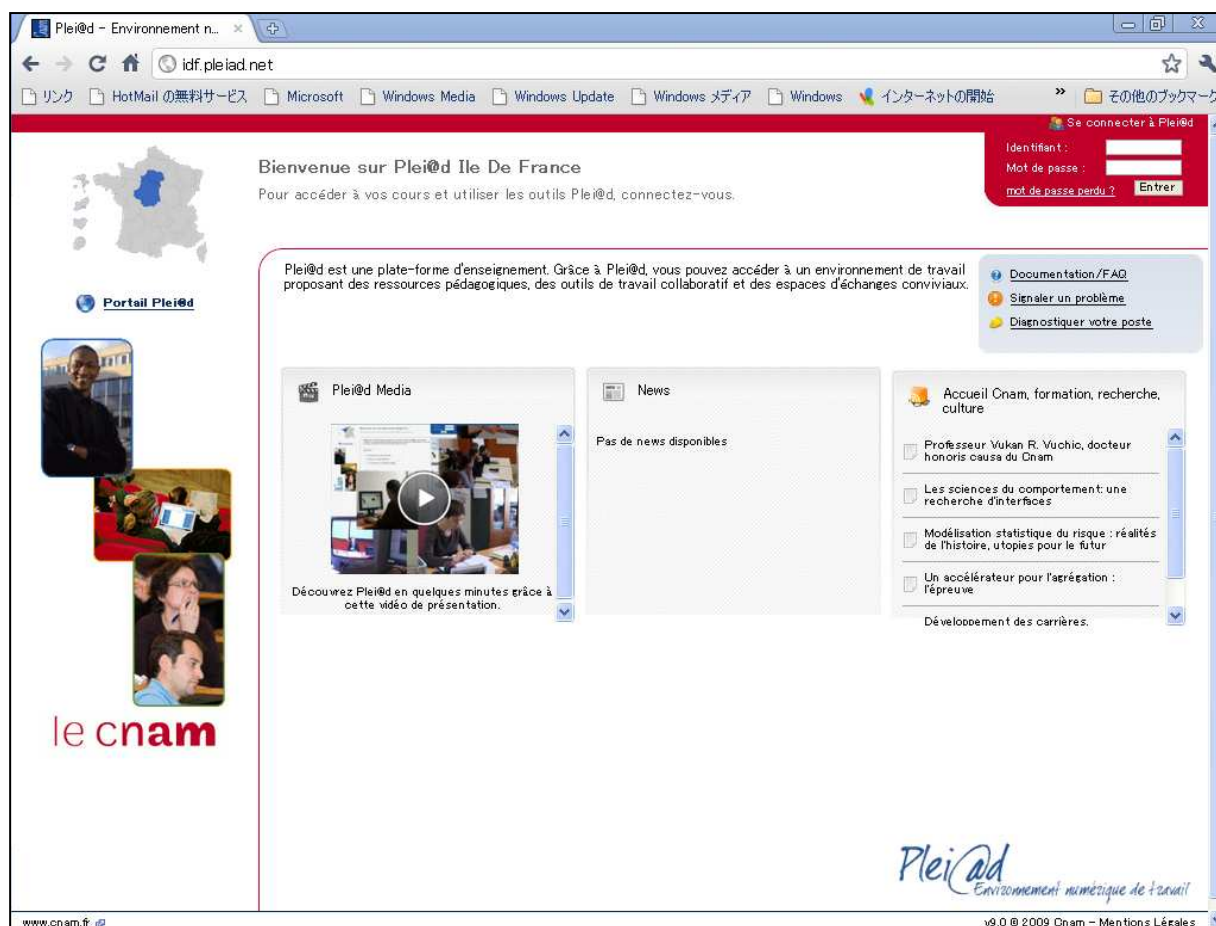 Plei@d - Environnement n...
idf.pleiad.net
リンク HotMail の無料サービス Microsoft Windows Media Windows Update Windows メディア Windows インターネットの開始 » その他のブックマーク
Se connecter à Plei@d
Identifiant :
Mot de passe :
mot de passe perdu ? Entrer
Bienvenue sur Plei@d Ile De France
Pour accéder à vos cours et utiliser les outils Plei@d, connectez-vous.
Portail Plei@d
Plei@d est une plate-forme d'enseignement. Grâce à Plei@d, vous pouvez accéder à un environnement de travail
proposant des ressources pédagogiques, des outils de travail collaboratif et des espaces d'échanges conviviaux.
Documentation/FAQ
Signaler un problème
Diagnostiquer votre poste
Plei@d Media
Découvrez Plei@d en quelques minutes grâce à
cette vidéo de présentation.
News
Pas de news disponibles
Accueil Cnam, formation, recherche,
culture
Professeur Vukan R. Vuchic, docteur
honoris causa du Cnam
Les sciences du comportement: une
recherche d'interfaces
Modélisation statistique du risque : réalités
de l'histoire, utopies pour le futur
Un accélérateur pour l'agrégation :
l'épreuve
Développement des carrières.
le cnam
Plei@d
Environnement numérique de travail
www.cnam.fr
v9.0 © 2009 Cnam - Mentions Légales